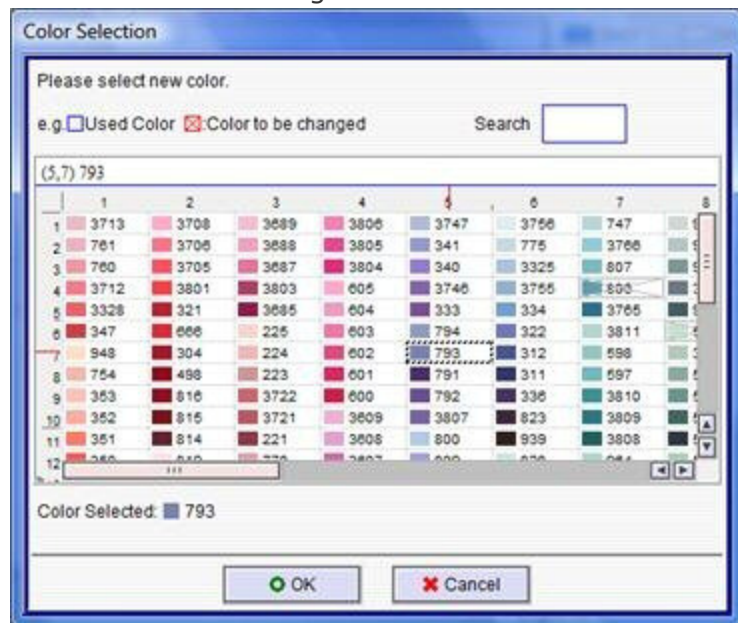 Color Selection
Please select new color.
e.g. Used Color :Color to be changed Search
(5,7) 793
1 2 3 4 5 6 7 8
1 3713 3708 3689 3806 3747 3756 747
2 761 3706 3688 3805 341 775 3766
3 760 3705 3687 3804 340 3325 807
4 3712 3801 3803 605 3746 3755
5 3328 321 3685 604 333 334 3765
6 347 666 225 603 794 322 3811
7 948 304 224 602 793 312 598
8 754 498 223 601 791 311 597
9 353 816 3722 600 792 336 3810
10 352 815 3721 3609 3807 823 3809
11 351 814 221 3608 800 939 3808
12
Color Selected: 793
OK Cancel